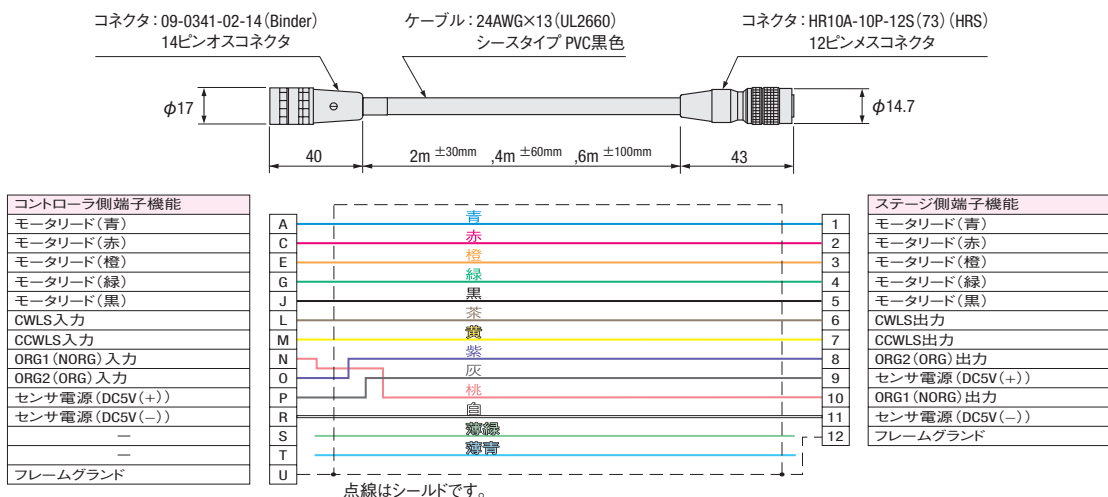 コネクタ：09-0341-02-14（Binder）
14ピンオスコネクタ
ケーブル：24AWG×13（UL2660）
シースタイプ PVC黒色
コネクタ：HR10A-10P-12S（73）（HRS）
12ピンメスコネクタ
φ17
φ14.7
40
2m ±30mm ,4m ±60mm ,6m ±100mm
43
コントローラ側端子機能
モータリード（青）
モータリード（赤）
モータリード（橙）
モータリード（緑）
モータリード（黒）
CWLS入力
CCWLS入力
ORG1（NORG）入力
ORG2（ORG）入力
センサ電源（DC5V（+））
センサ電源（DC5V（−））
—
—
フレームグランド
A
C
E
G
J
L
M
N
O
P
R
S
T
U
青
赤
橙
緑
黒
茶
黄
紫
灰
桃
白
薄緑
薄青
1
2
3
4
5
6
7
8
9
10
11
12
ステージ側端子機能
モータリード（青）
モータリード（赤）
モータリード（橙）
モータリード（緑）
モータリード（黒）
CWLS出力
CCWLS出力
ORG2（ORG）出力
センサ電源（DC5V（+））
ORG1（NORG）出力
センサ電源（DC5V（−））
フレームグランド
点線はシールドです。